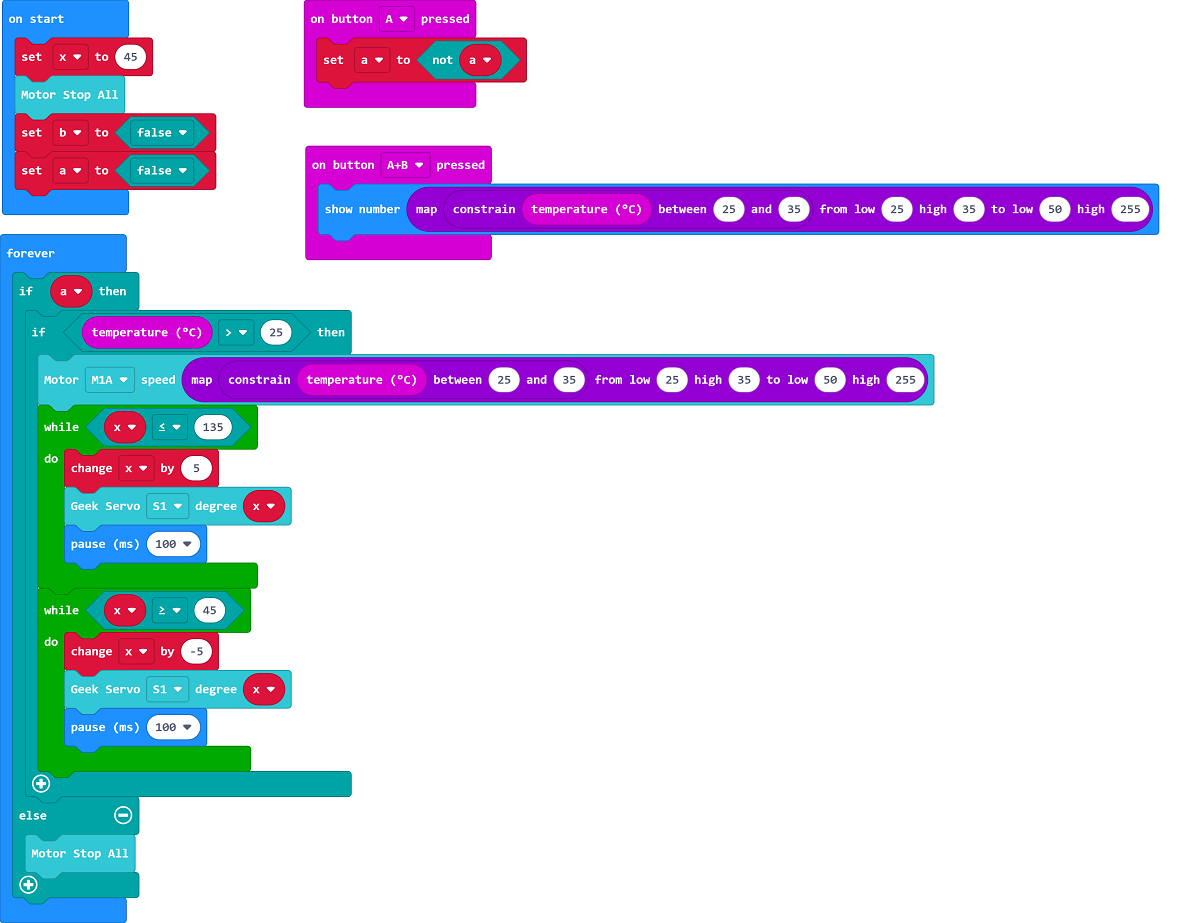 on start
set x to 45
Motor Stop All
set b to false
set a to false
on button A pressed
set a to not a
on button A+B pressed
show number map constrain temperature (°C) between 25 and 35 from low 25 high 35 to low 50 high 255
forever
if a then
if temperature (°C) > 25 then
Motor M1A speed map constrain temperature (°C) between 25 and 35 from low 25 high 35 to low 50 high 255
while x ≤ 135
do
change x by 5
Geek Servo S1 degree x
pause (ms) 100
while x ≥ 45
do
change x by -5
Geek Servo S1 degree x
pause (ms) 100
else
Motor Stop All